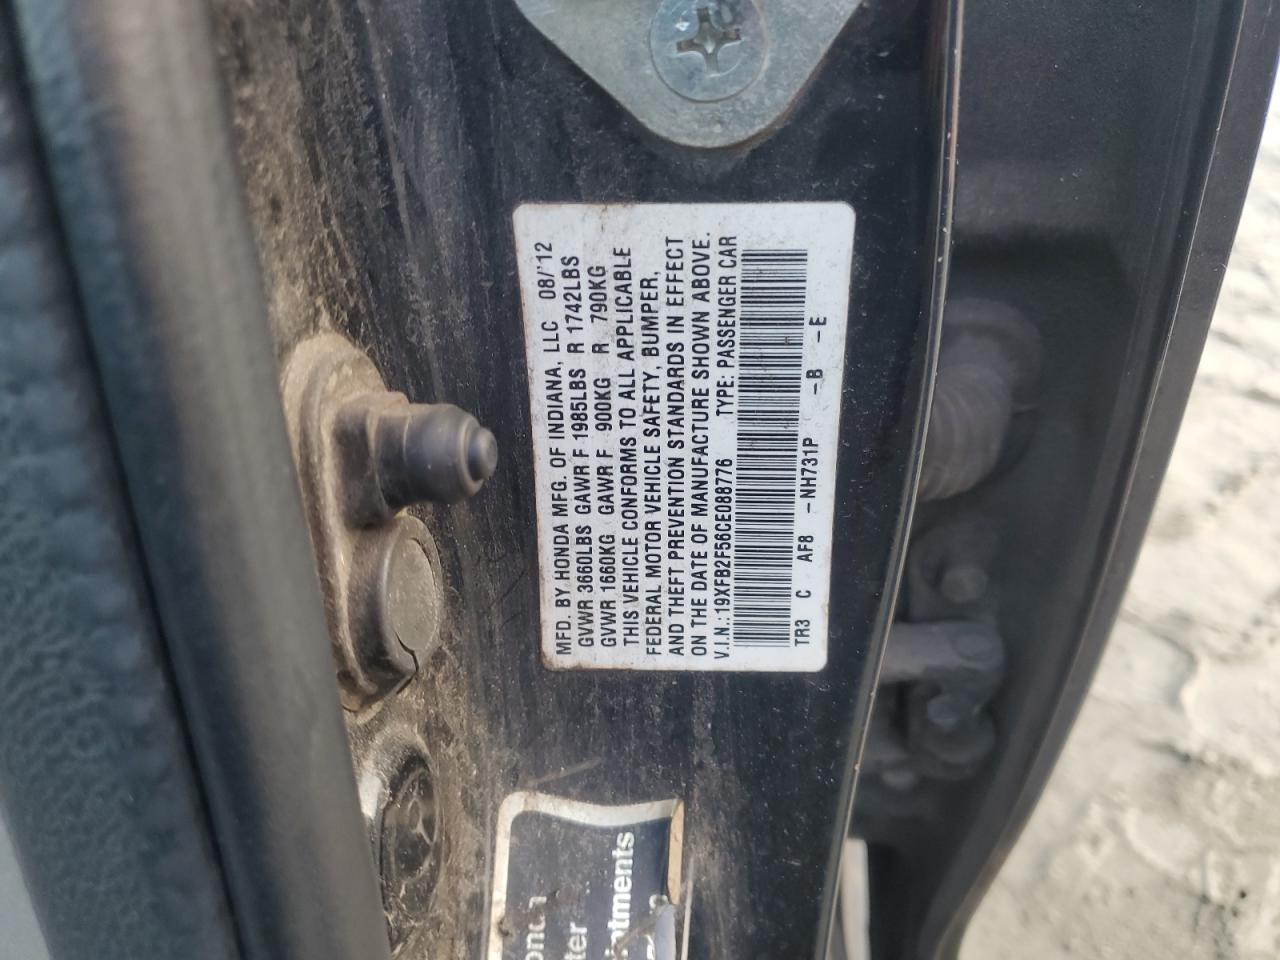 MFD. BY HONDA MFG. OF INDIANA, LLC 08/'12
GVWR 3660LBS GAWR F 1985LBS R 1742LBS
GVWR 1660KG GAWR F 900KG R 790KG
THIS VEHICLE CONFORMS TO ALL APPLICABLE
FEDERAL MOTOR VEHICLE SAFETY, BUMPER,
AND THEFT PREVENTION STANDARDS IN EFFECT
ON THE DATE OF MANUFACTURE SHOWN ABOVE.
V.I.N.:19XFB2F56CE088776 TYPE: PASSENGER CAR
TR3 C AF8 -NH731P -B -E